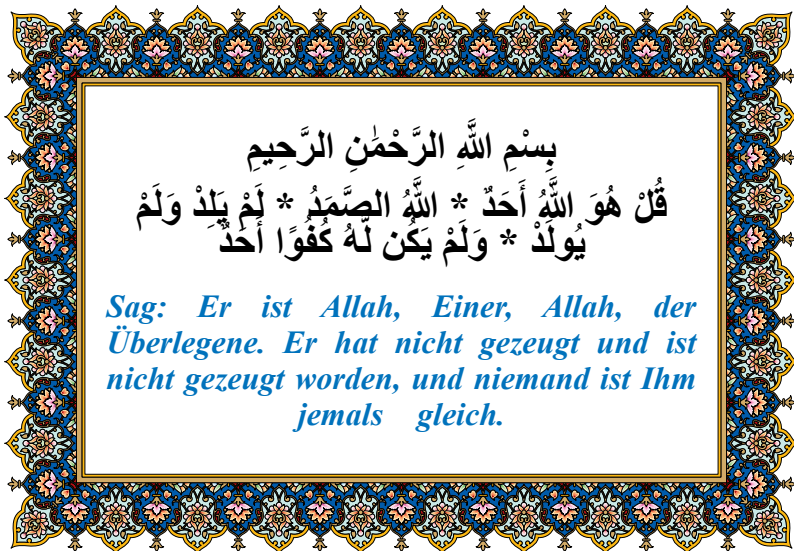 بِسْمِ اللَّهِ الرَّحْمَٰنِ الرَّحِيمِ
قُلْ هُوَ اللَّهُ أَحَدٌ * اللَّهُ الصَّمَدُ * لَمْ يَلِدْ وَلَمْ
يُولَدْ * وَلَمْ يَكُن لَّهُ كُفُوًا أَحَدٌ
Sag: Er ist Allah, Einer, Allah, der
Überlegene. Er hat nicht gezeugt und ist
nicht gezeugt worden, und niemand ist Ihm
jemals gleich.